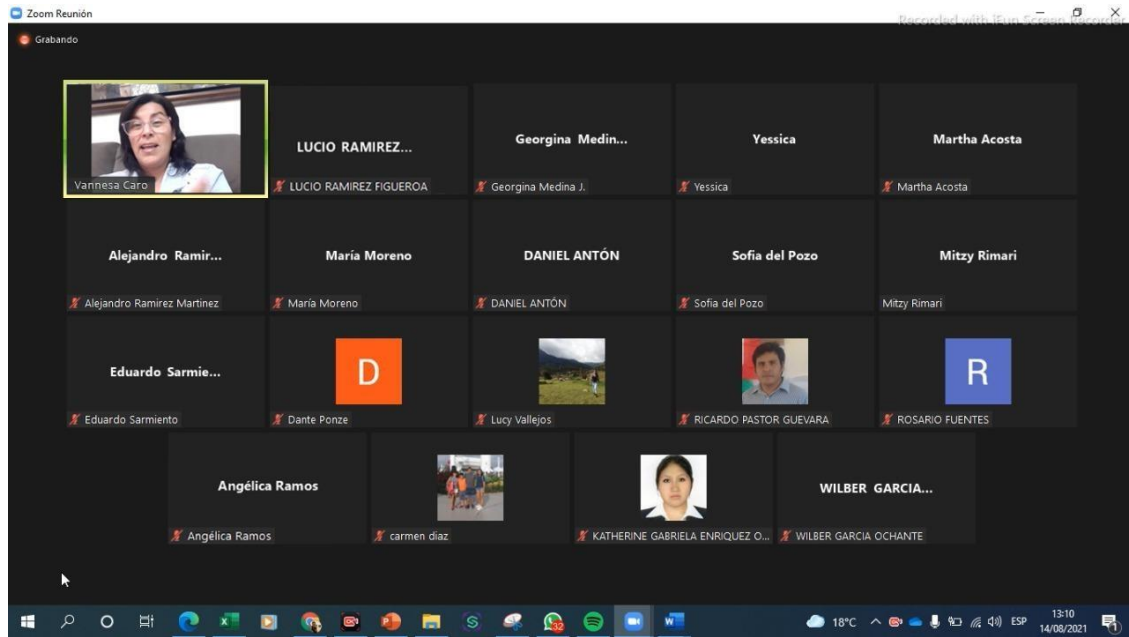 Zoom Reunión
Recorded with iFun Screen Recorder
Grabando
Vannesa Caro
LUCIO RAMIREZ...
LUCIO RAMIREZ FIGUEROA
Georgina Medin...
Georgina Medina J.
Yessica
Yessica
Martha Acosta
Martha Acosta
Alejandro Ramir...
Alejandro Ramirez Martinez
María Moreno
María Moreno
DANIEL ANTÓN
DANIEL ANTÓN
Sofia del Pozo
Sofia del Pozo
Mitzy Rimari
Mitzy Rimari
Eduardo Sarmie...
Eduardo Sarmiento
D
Dante Ponze
Lucy Vallejos
RICARDO PASTOR GUEVARA
R
ROSARIO FUENTES
Angélica Ramos
Angélica Ramos
carmen diaz
KATHERINE GABRIELA ENRIQUEZ O...
WILBER GARCIA...
WILBER GARCIA OCHANTE
32
18°C
ESP
13:10
14/08/2021
1